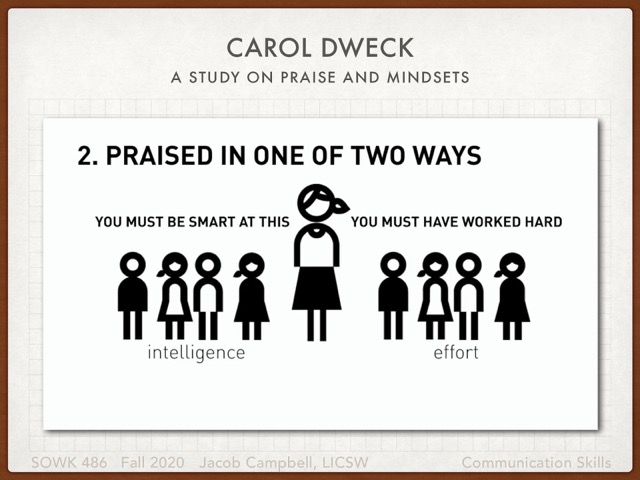 CAROL DWECK
A STUDY ON PRAISE AND MINDSETS
2. PRAISED IN ONE OF TWO WAYS
YOU MUST BE SMART AT THIS
YOU MUST HAVE WORKED HARD
intelligence
effort
SOWK 486 Fall 2020 Jacob Campbell, LICSW Communication Skills